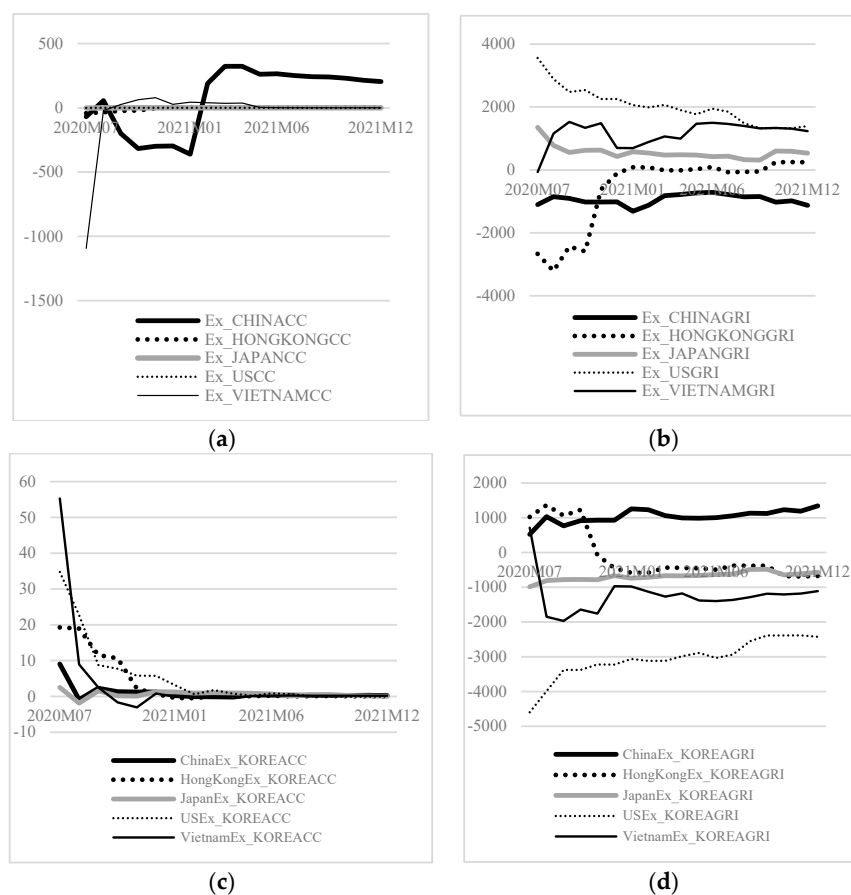 500
0
2020M07 2021M01 2021M06 2021M12
-500
-1000
-1500
Ex_CHINACC
Ex_HONGKONGCC
Ex_JAPANCC
Ex_USCC
Ex_VIETNAMCC
(a)
4000
2000
0
2020M07 2021M01 2021M06 2021M12
-2000
-4000
Ex_CHINAGRI
Ex_HONGKONGGRI
Ex_JAPANGRI
Ex_USGRI
Ex_VIETNAMGRI
(b)
60
50
40
30
20
10
0
2020M07 2021M01 2021M06 2021M12
-10
ChinaEx_KOREACC
HongKongEx_KOREACC
JapanEx_KOREACC
USEx_KOREACC
VietnamEx_KOREACC
(c)
2000
1000
0
2020M07 2021M01 2021M06 2021M12
-1000
-2000
-3000
-4000
-5000
ChinaEx_KOREAGRI
HongKongEx_KOREAGRI
JapanEx_KOREAGRI
USEx_KOREAGRI
VietnamEx_KOREAGRI
(d)